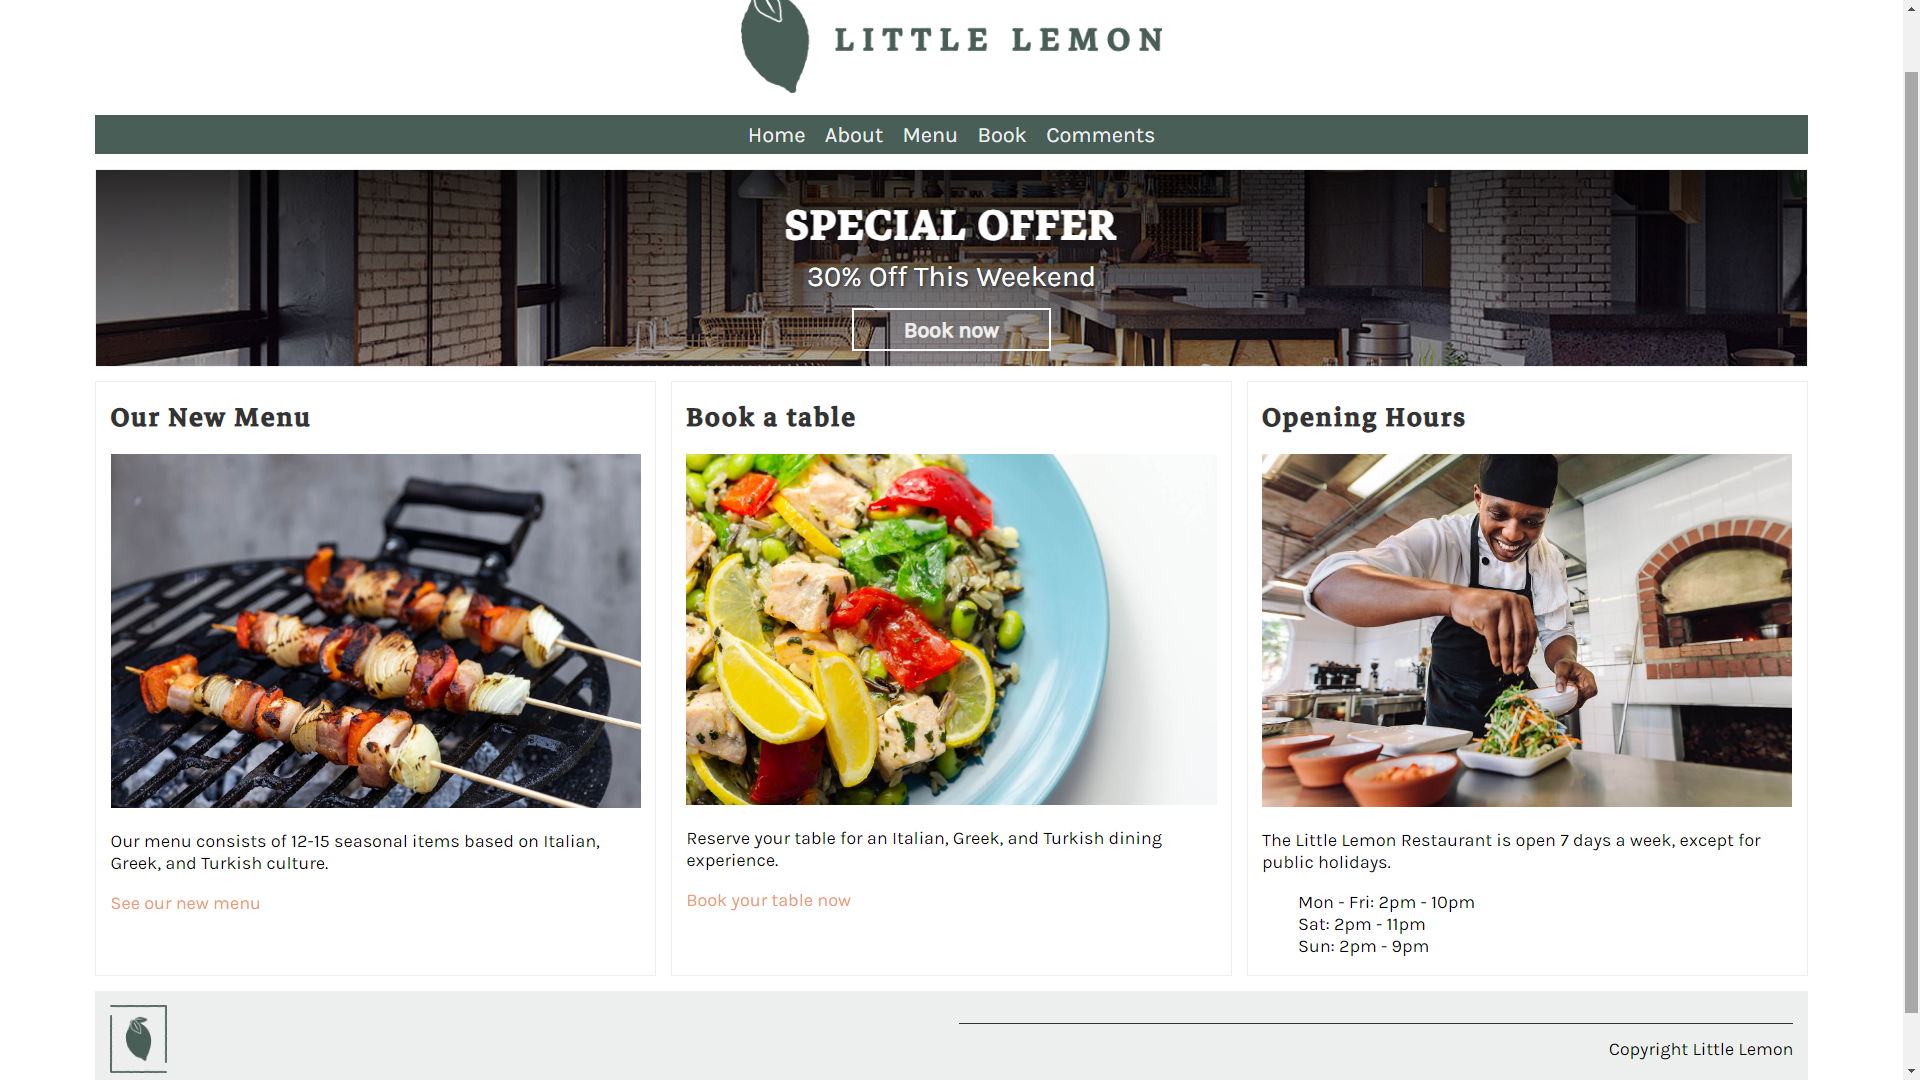 LITTLE LEMON
Home About Menu Book Comments
SPECIAL OFFER
30% Off This Weekend
Book now
Our New Menu
Our menu consists of 12-15 seasonal items based on Italian,
Greek, and Turkish culture.
See our new menu
Book a table
Reserve your table for an Italian, Greek, and Turkish dining
experience.
Book your table now
Opening Hours
The Little Lemon Restaurant is open 7 days a week, except for
public holidays.
Mon - Fri: 2pm - 10pm
Sat: 2pm - 11pm
Sun: 2pm - 9pm
Copyright Little Lemon